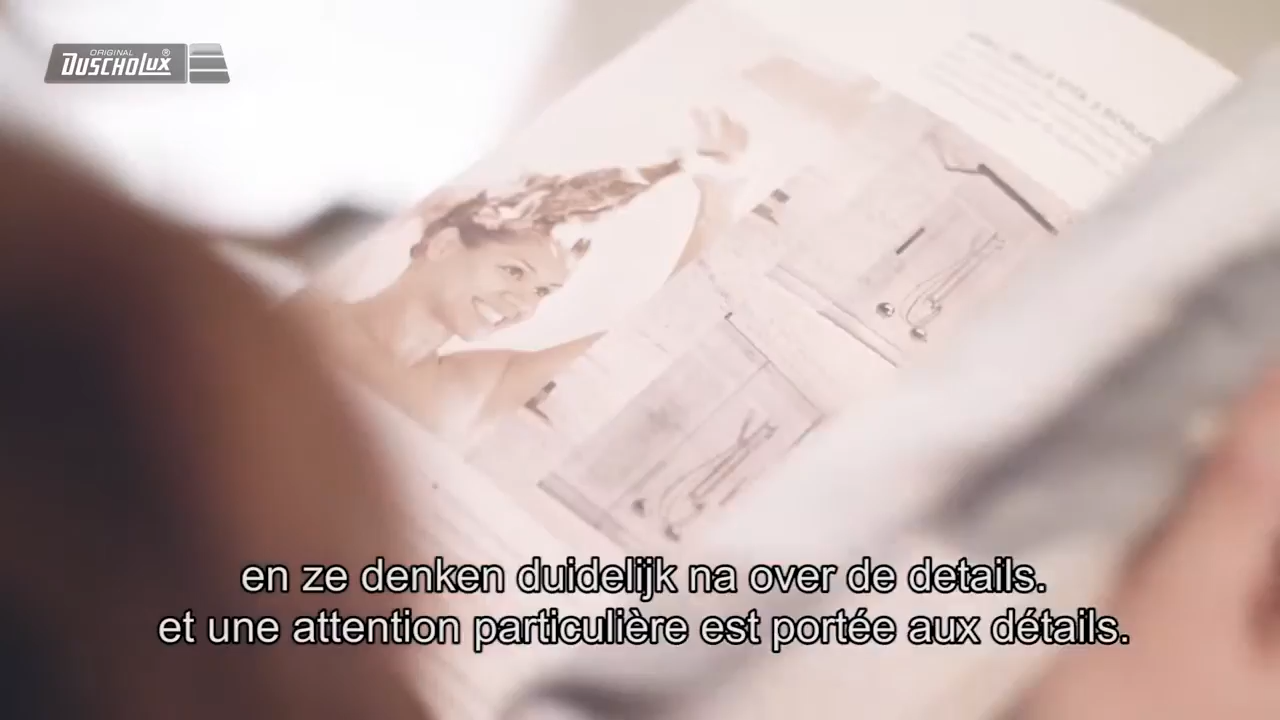 ORIGINAL
DUSCHOLUX®
en ze denken duidelijk na over de details.
et une attention particulière est portée aux détails.